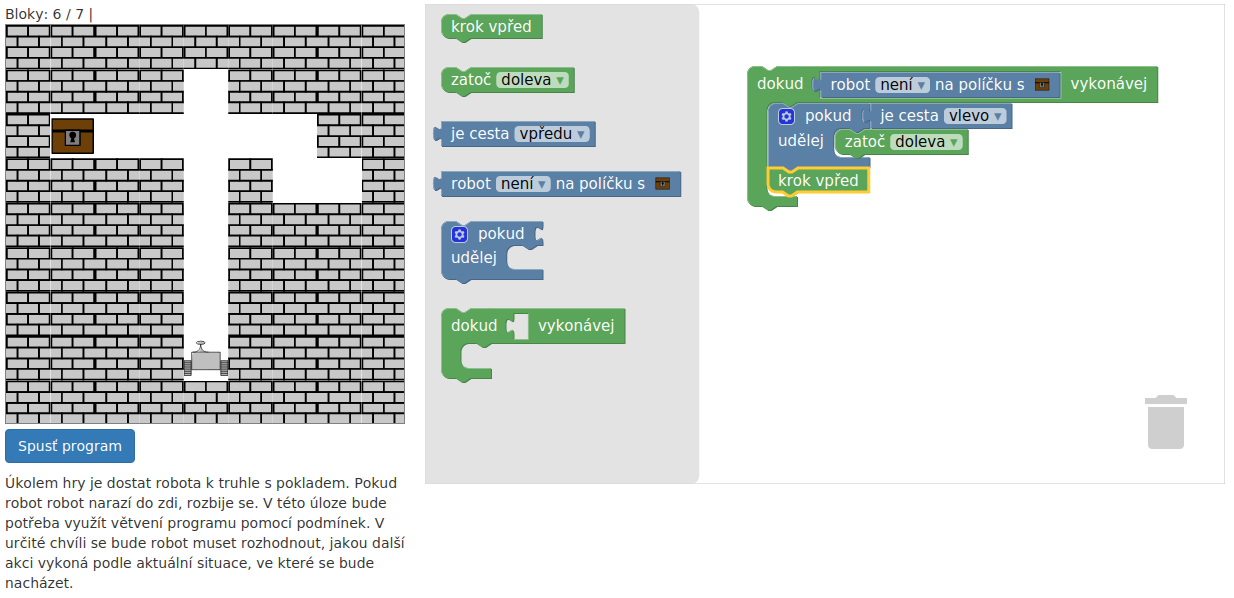 Bloky: 6 / 7 |
krok vpřed
zatoč doleva ▾
je cesta vpředu ▾
robot není ▾ na políčku s
pokud
udělej
dokud vykonávej
dokud robot není ▾ na políčku s vykonávej
pokud je cesta vlevo ▾
udělej zatoč doleva ▾
krok vpřed
Spusť program
Úkolem hry je dostat robota k truhle s pokladem. Pokud
robot robot narazí do zdi, rozbije se. V této úloze bude
potřeba využít větvení programu pomocí podmínek. V
určité chvíli se bude robot muset rozhodnout, jakou další
akci vykoná podle aktuální situace, ve které se bude
nacházet.